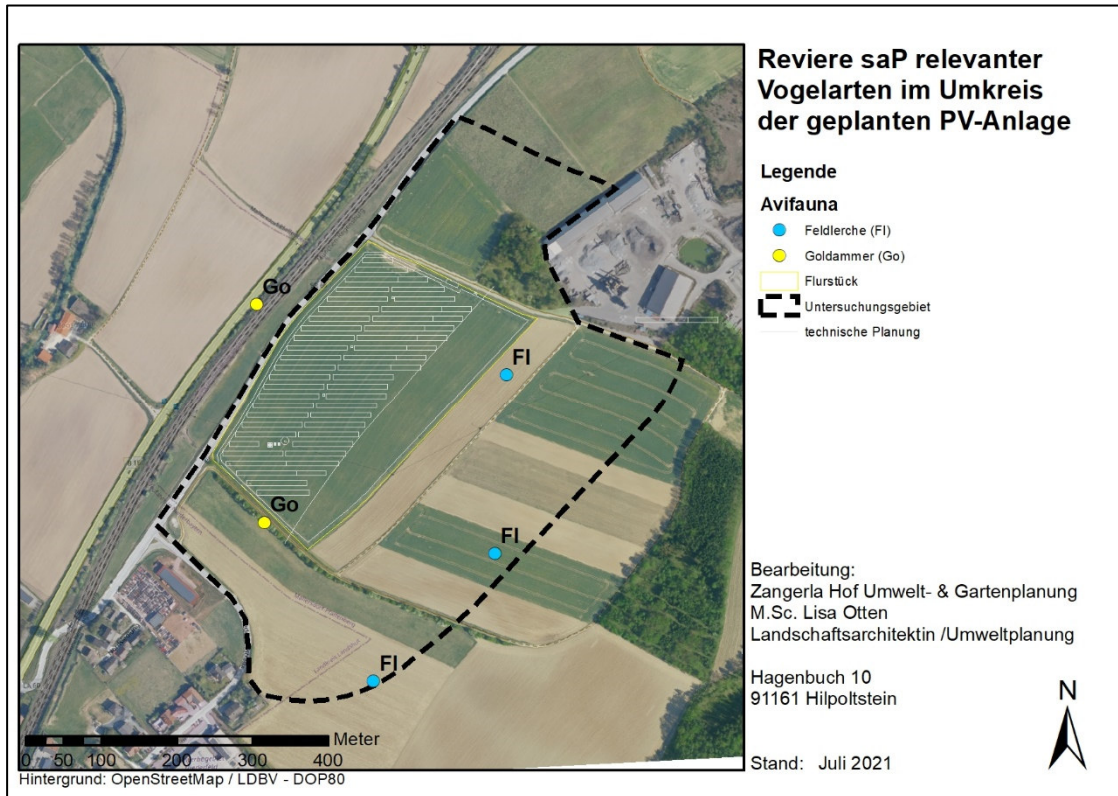 Reviere saP relevanter
Vogelarten im Umkreis
der geplanten PV-Anlage
Legende
Avifauna
Feldlerche (Fl)
Goldammer (Go)
Flurstück
Untersuchungsgebiet
technische Planung
Go
Fl
Go
Fl
Fl
Bearbeitung:
Zangerla Hof Umwelt- & Gartenplanung
M.Sc. Lisa Otten
Landschaftsarchitektin /Umweltplanung
Hagenbuch 10
91161 Hilpoltstein
N
Stand: Juli 2021
Meter
0 50 100 200 300 400
Hintergrund: OpenStreetMap / LDBV - DOP80